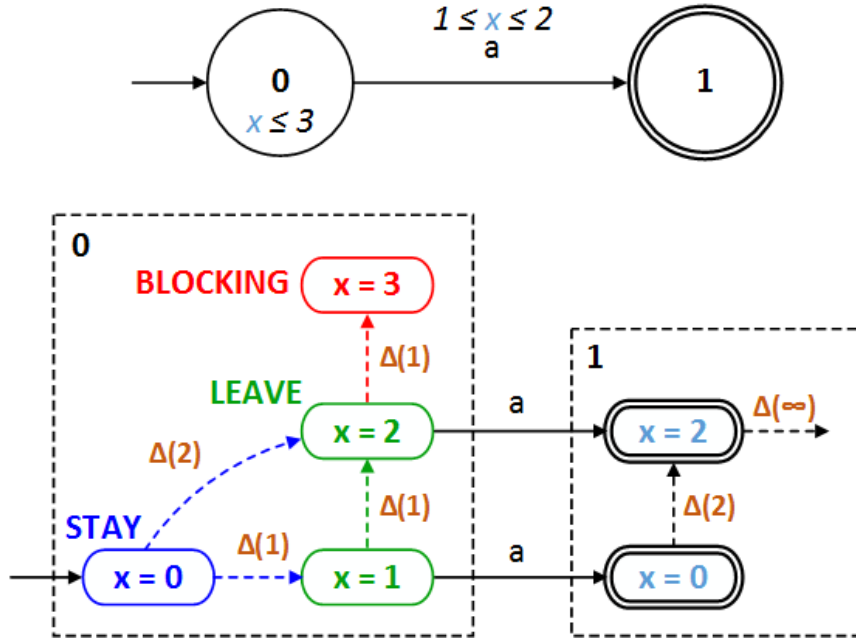 1 ≤ x ≤ 2
a
0
x ≤ 3
1
0
BLOCKING
x = 3
Δ(1)
1
LEAVE
x = 2
a
x = 2
Δ(∞)
Δ(2)
Δ(1)
Δ(2)
STAY
Δ(1)
x = 0
x = 1
a
x = 0